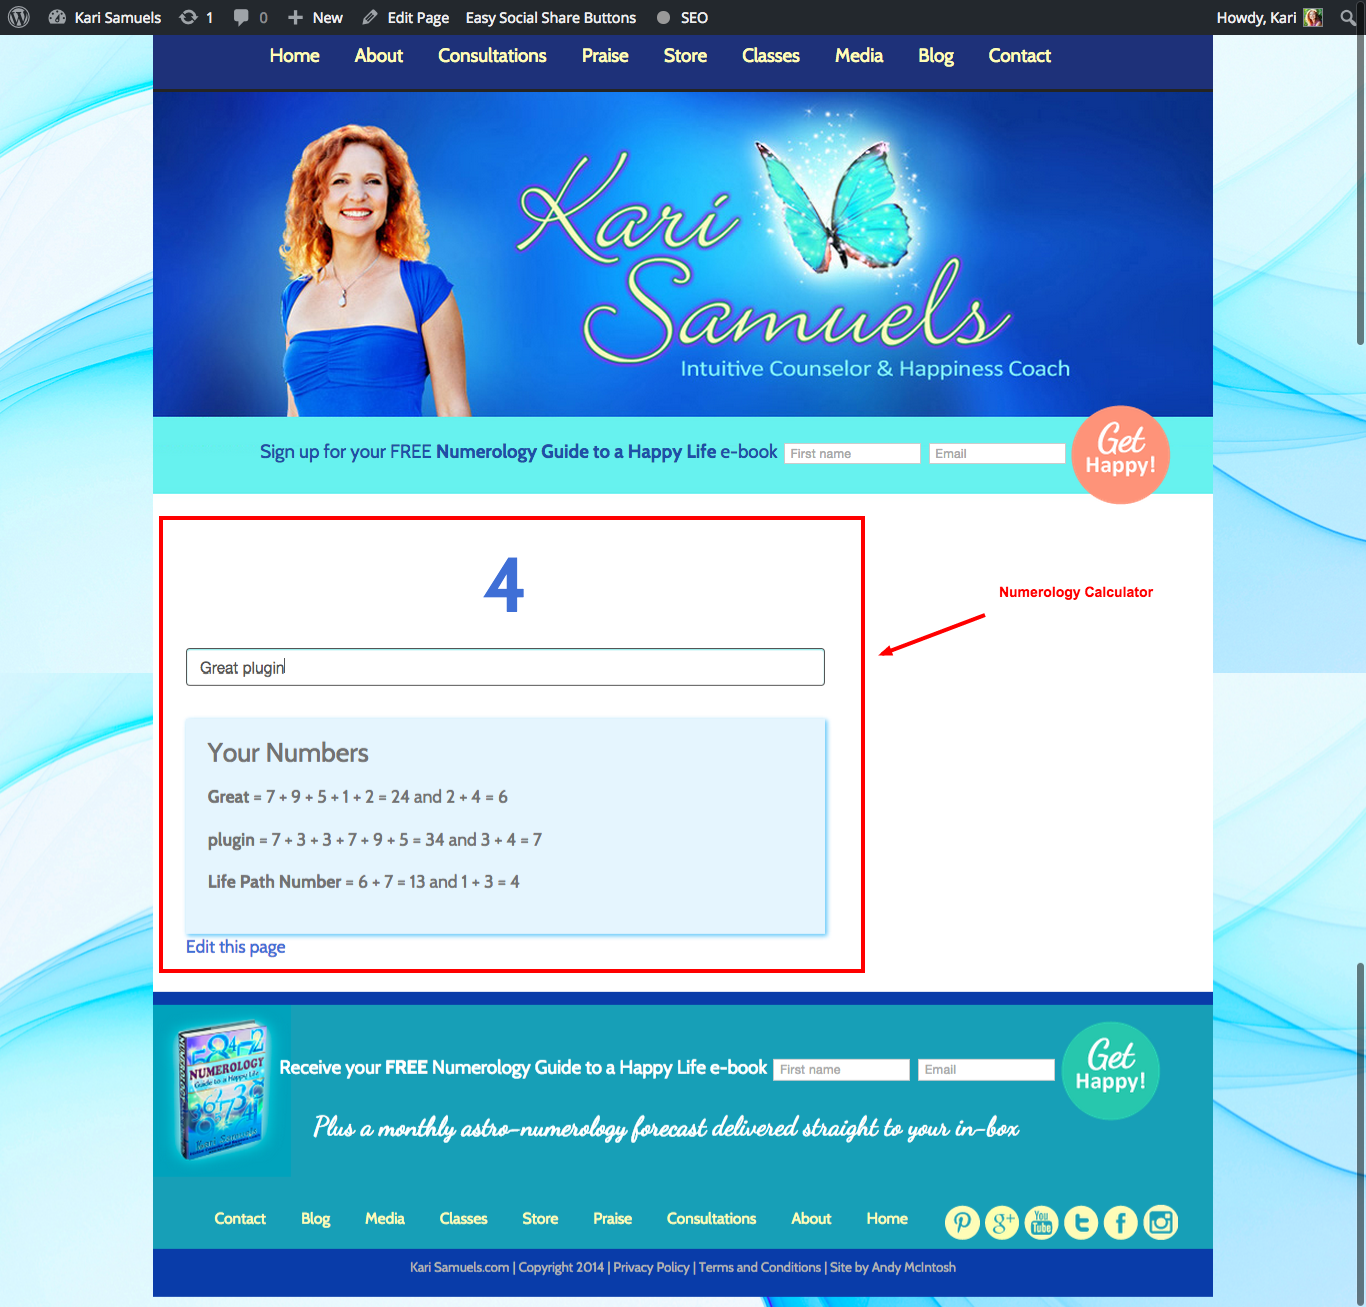 Kari Samuels 1 0 New Edit Page Easy Social Share Buttons SEO Howdy, Kari
Home About Consultations Praise Store Classes Media Blog Contact
Kari
Samuels
Intuitive Counselor & Happiness Coach
Sign up for your FREE Numerology Guide to a Happy Life e-book First name Email Get Happy!
4
Numerology Calculator
Great plugin
Your Numbers
Great = 7 + 9 + 5 + 1 + 2 = 24 and 2 + 4 = 6
plugin = 7 + 3 + 3 + 7 + 9 + 5 = 34 and 3 + 4 = 7
Life Path Number = 6 + 7 = 13 and 1 + 3 = 4
Edit this page
NUMEROLOGY
Guide to a Happy Life
Kari Samuels
Receive your FREE Numerology Guide to a Happy Life e-book First name Email Get Happy!
Plus a monthly astro-numerology forecast delivered straight to your in-box
Contact Blog Media Classes Store Praise Consultations About Home
You Tube
Kari Samuels.com | Copyright 2014 | Privacy Policy | Terms and Conditions | Site by Andy McIntosh